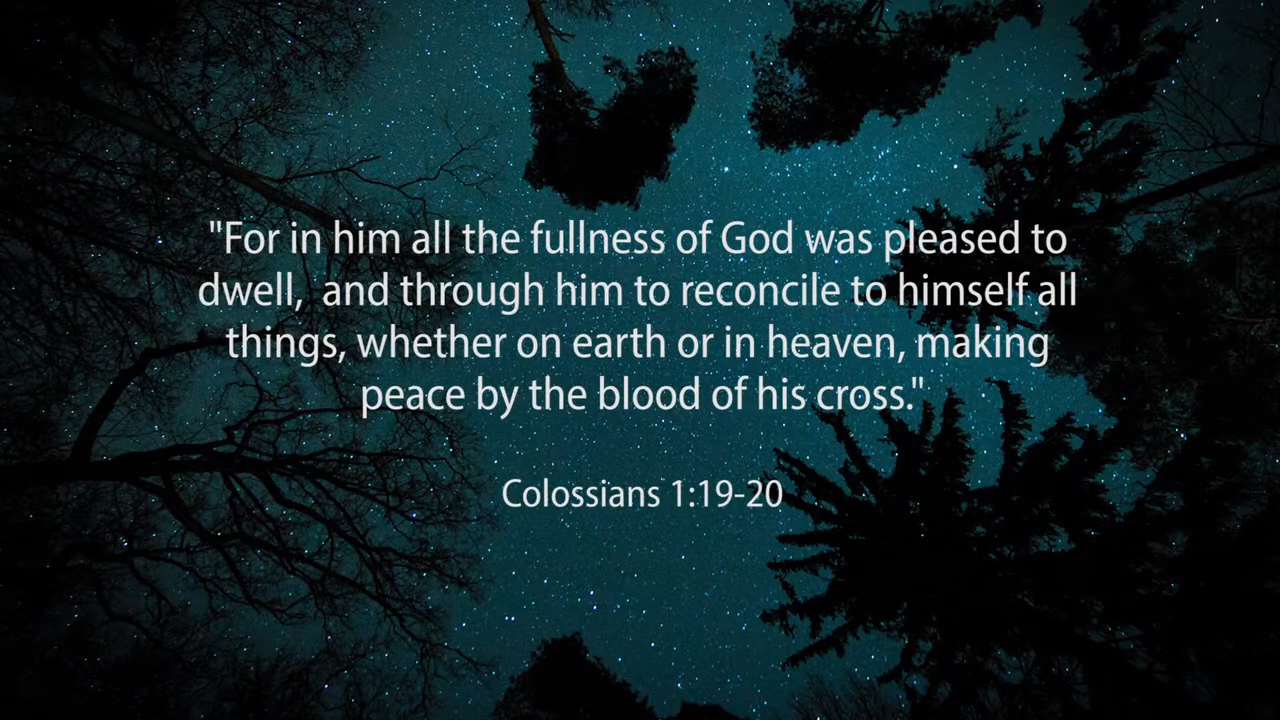 "For in him all the fullness of God was pleased to
dwell,  and through him to reconcile to himself all
things, whether on earth or in heaven, making
peace by the blood of his cross."
Colossians 1:19-20